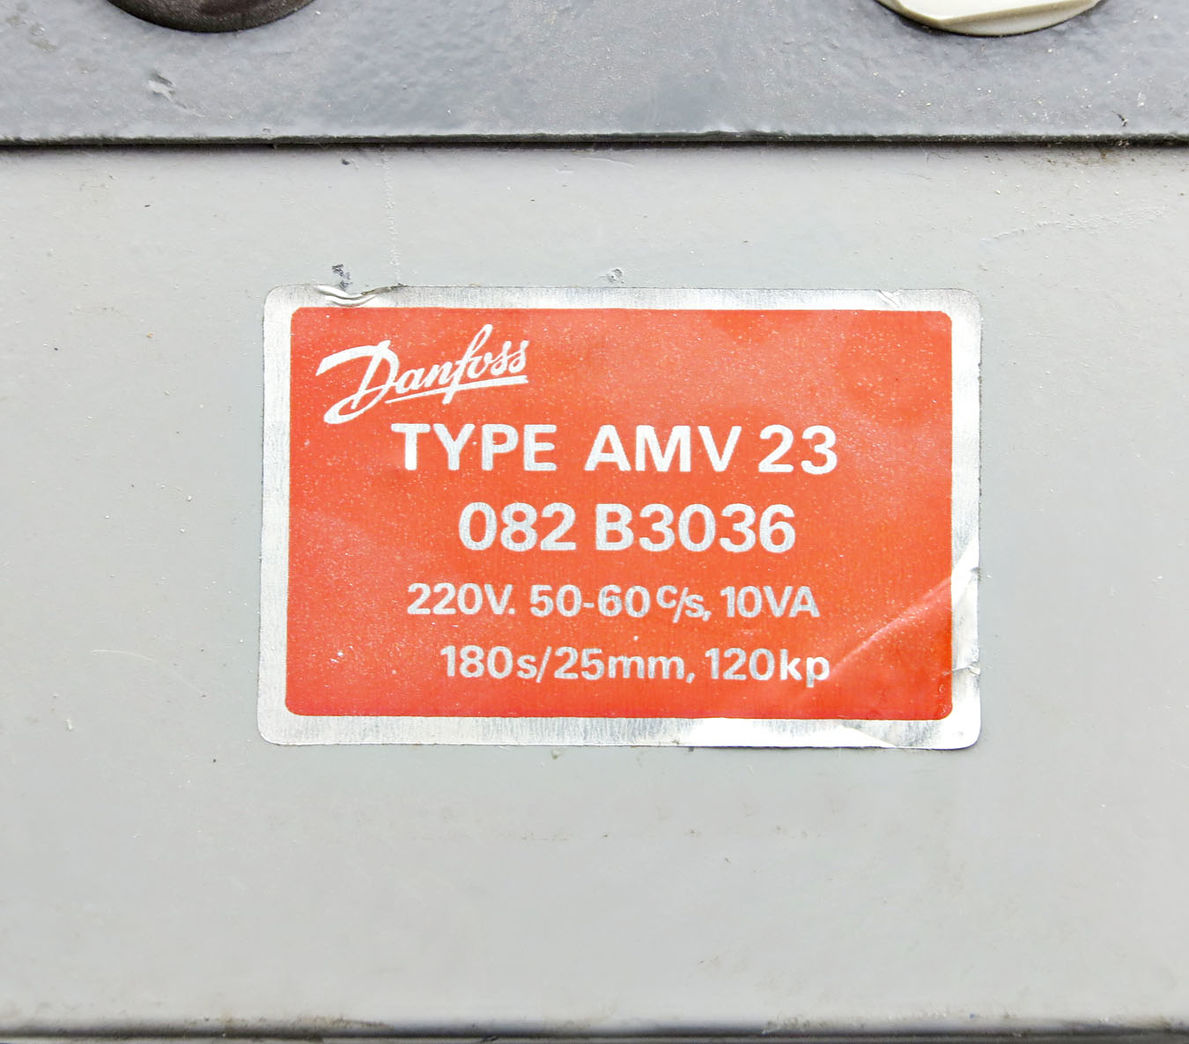 Danfoss
TYPE AMV 23
082 B3036
220V. 50-60 c/s, 10VA
180s/25mm, 120kp